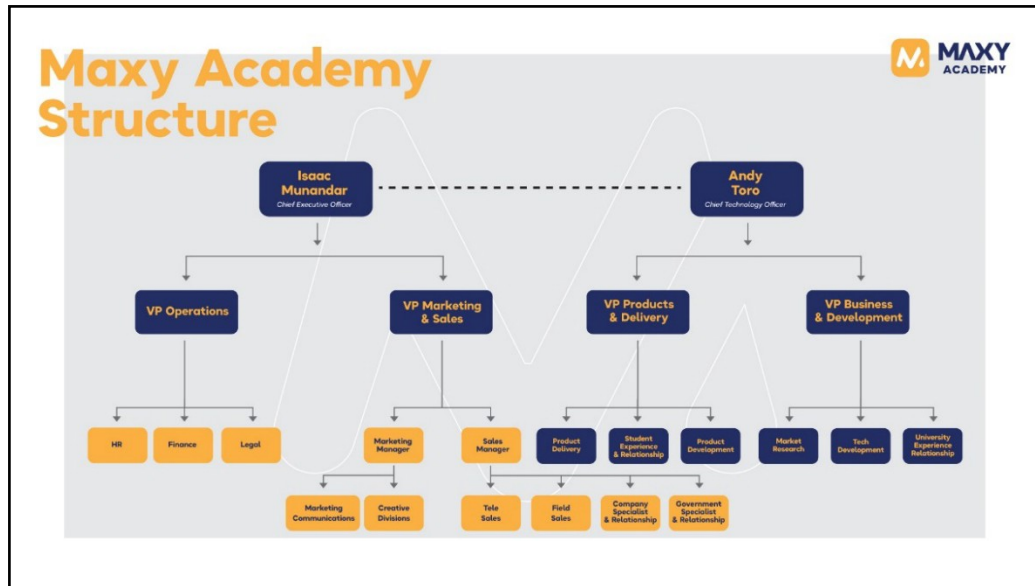 Maxy Academy
Structure
MAXY
ACADEMY
Isaac
Munandar
Chief Executive Officer
Andy
Toro
Chief Technology Officer
VP Operations
VP Marketing
& Sales
VP Products
& Delivery
VP Business
& Development
HR
Finance
Legal
Marketing
Manager
Sales
Manager
Product
Delivery
Student
Experience
& Relationship
Product
Development
Market
Research
Tech
Development
University
Experience
Relationship
Marketing
Communications
Creative
Divisions
Tele
Sales
Field
Sales
Company
Specialist
& Relationship
Government
Specialist
& Relationship